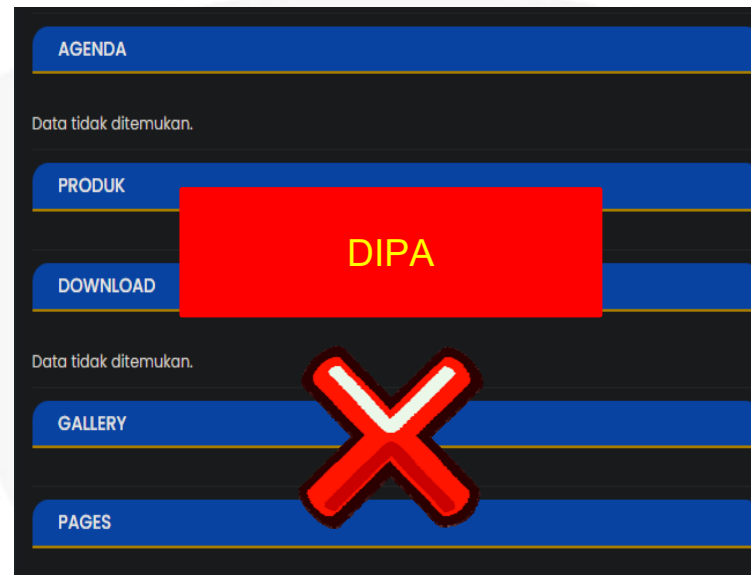 AGENDA
Data tidak ditemukan.
PRODUK
DIPA
DOWNLOAD
Data tidak ditemukan.
GALLERY
PAGES